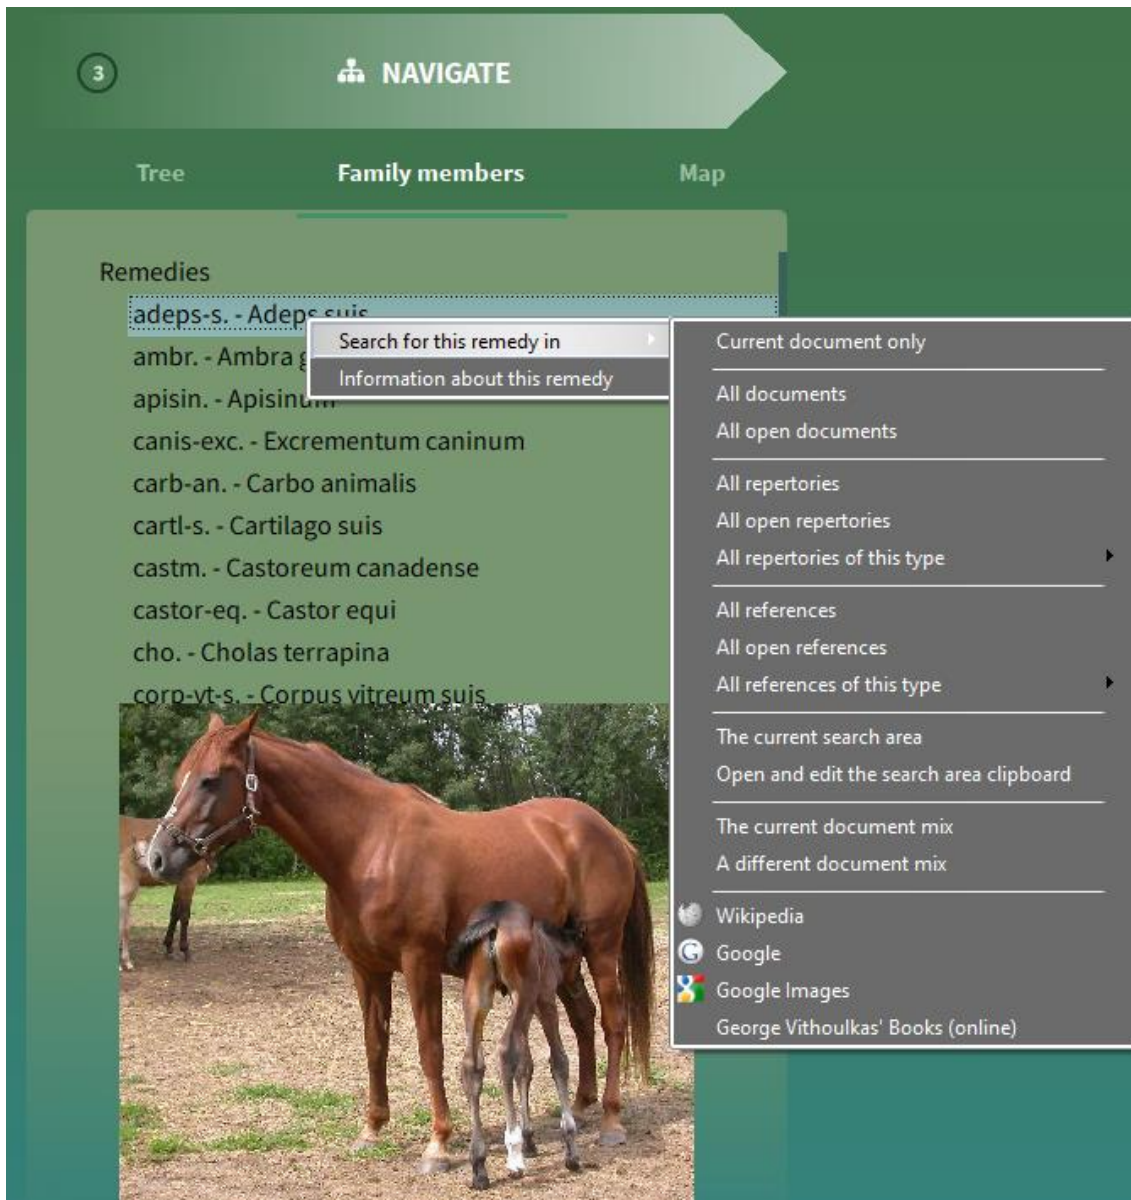 3
NAVIGATE
Tree
Family members
Map
Remedies
adeps-s. - Adeps suis
ambr. - Ambra g
apisin. - Apisinum
canis-exc. - Excrementum caninum
carb-an. - Carbo animalis
cartl-s. - Cartilago suis
castm. - Castoreum canadense
castor-eq. - Castor equi
cho. - Cholas terrapina
corp-vt-s. - Corpus vitreum suis
Search for this remedy in
Information about this remedy
Current document only
All documents
All open documents
All repertories
All open repertories
All repertories of this type
All references
All open references
All references of this type
The current search area
Open and edit the search area clipboard
The current document mix
A different document mix
Wikipedia
Google
Google Images
George Vithoulkas' Books (online)